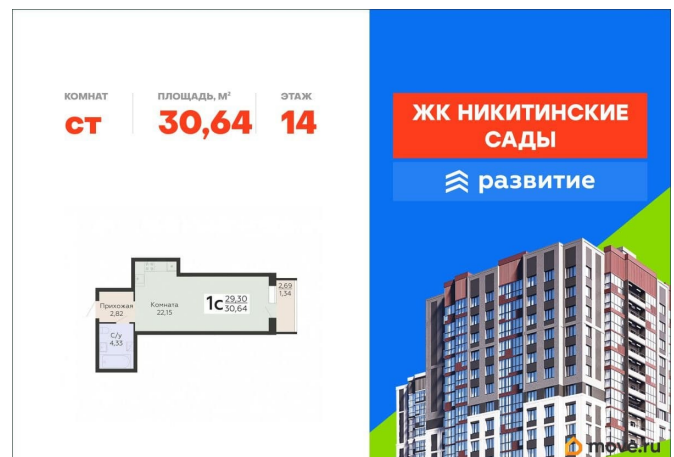 КОМНАТ
ПЛОЩАДЬ, М²
ЭТАЖ
СТ
30,64
14
ЖК НИКИТИНСКИЕ
САДЫ
развитие
Прихожая
2,82
Комната
22,15
1с 29,30
30,64
2,69
1,34
С/у
4,33
move.ru